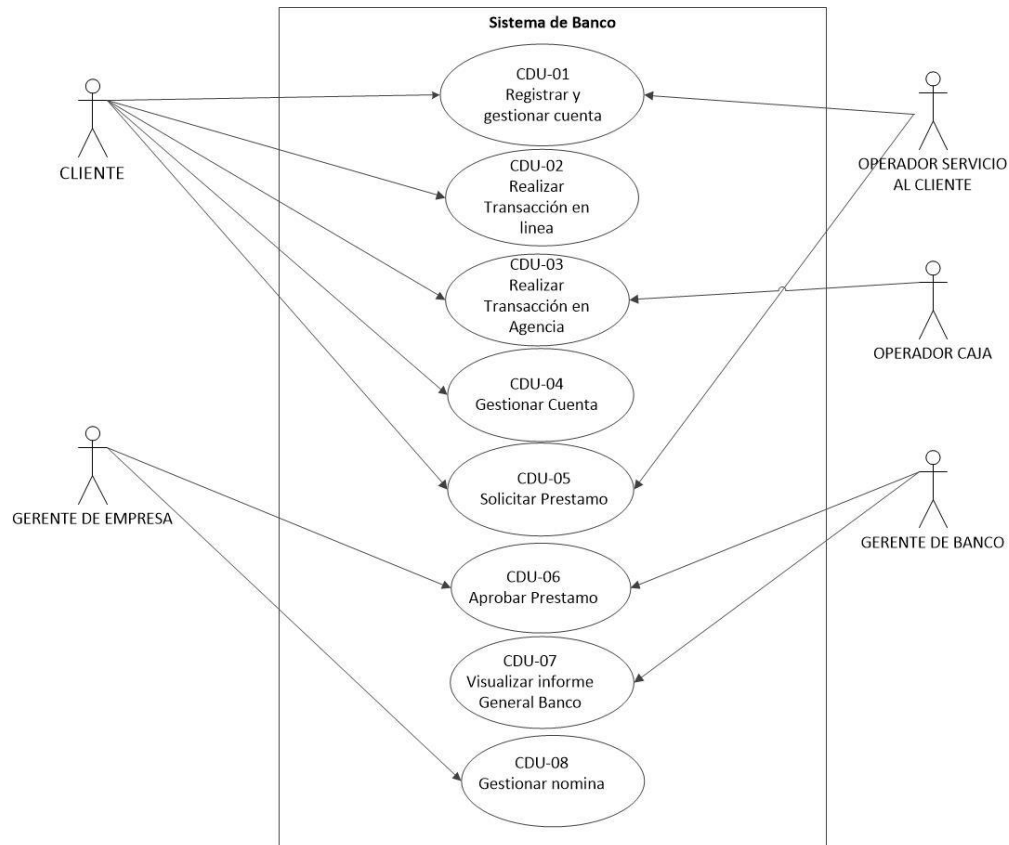 Sistema de Banco
CDU-01
Registrar y
gestionar cuenta
CLIENTE
OPERADOR SERVICIO
AL CLIENTE
CDU-02
Realizar
Transacción en
linea
CDU-03
Realizar
Transacción en
Agencia
OPERADOR CAJA
CDU-04
Gestionar Cuenta
CDU-05
Solicitar Prestamo
GERENTE DE EMPRESA
GERENTE DE BANCO
CDU-06
Aprobar Prestamo
CDU-07
Visualizar informe
General Banco
CDU-08
Gestionar nomina